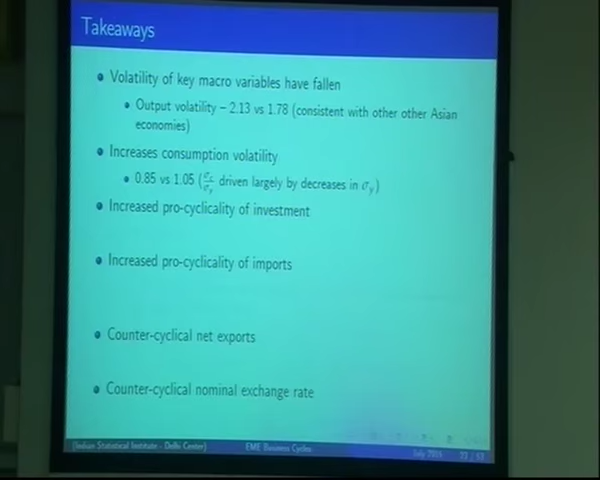 Takeaways
• Volatility of key macro variables have fallen
• Output volatility – 2.13 vs 1.78 (consistent with other other Asian
economies)
• Increases consumption volatility
• 0.85 vs 1.05 (σc/σy driven largely by decreases in σy)
• Increased pro-cyclicality of investment
• Increased pro-cyclicality of imports
• Counter-cyclical net exports
• Counter-cyclical nominal exchange rate
(Indian Statistical Institute - Delhi Center) EME Business Cycles July